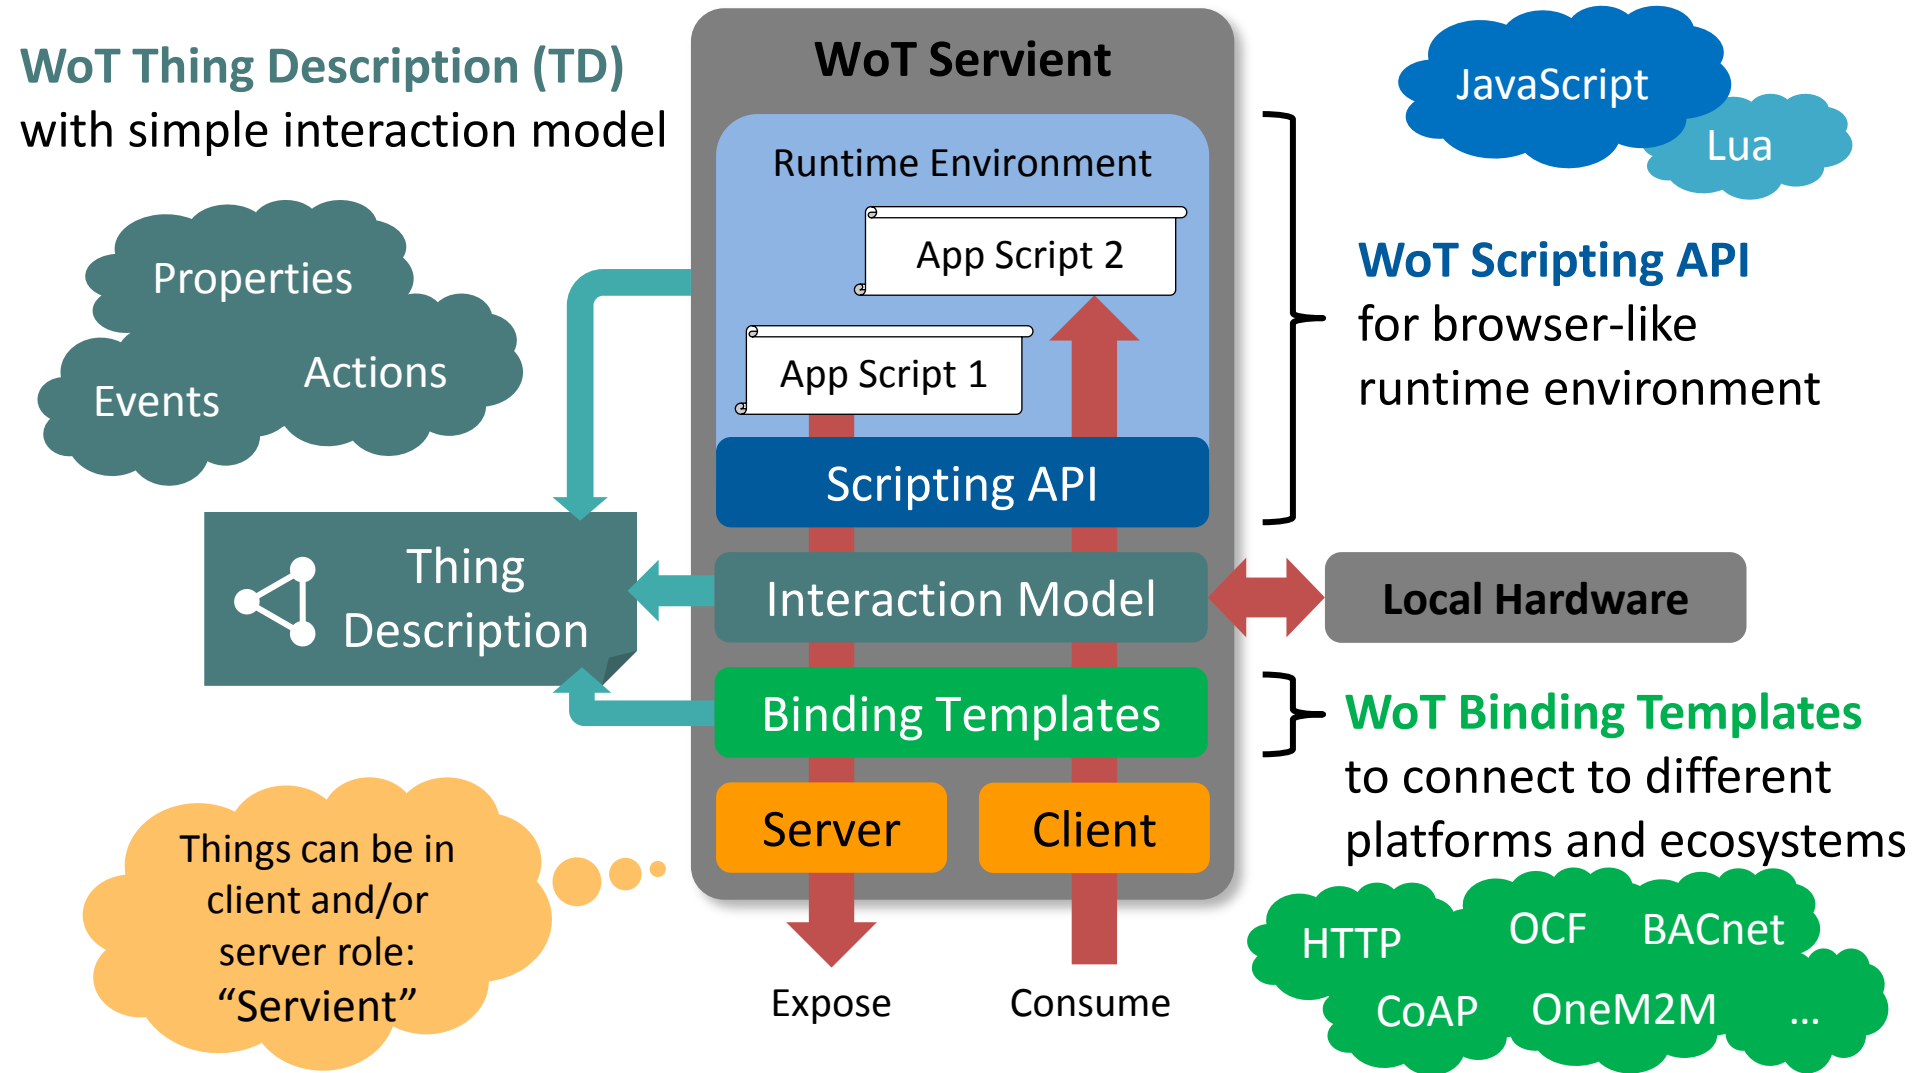 WoT Thing Description (TD)
with simple interaction model
Properties
Actions
Events
Thing
Description
Things can be in
client and/or
server role:
“Servient”
WoT Servient
Runtime Environment
App Script 2
App Script 1
Scripting API
Interaction Model
Binding Templates
Server
Client
Expose
Consume
JavaScript
Lua
WoT Scripting API
for browser-like
runtime environment
Local Hardware
WoT Binding Templates
to connect to different
platforms and ecosystems
HTTP
OCF
BACnet
CoAP
OneM2M
...